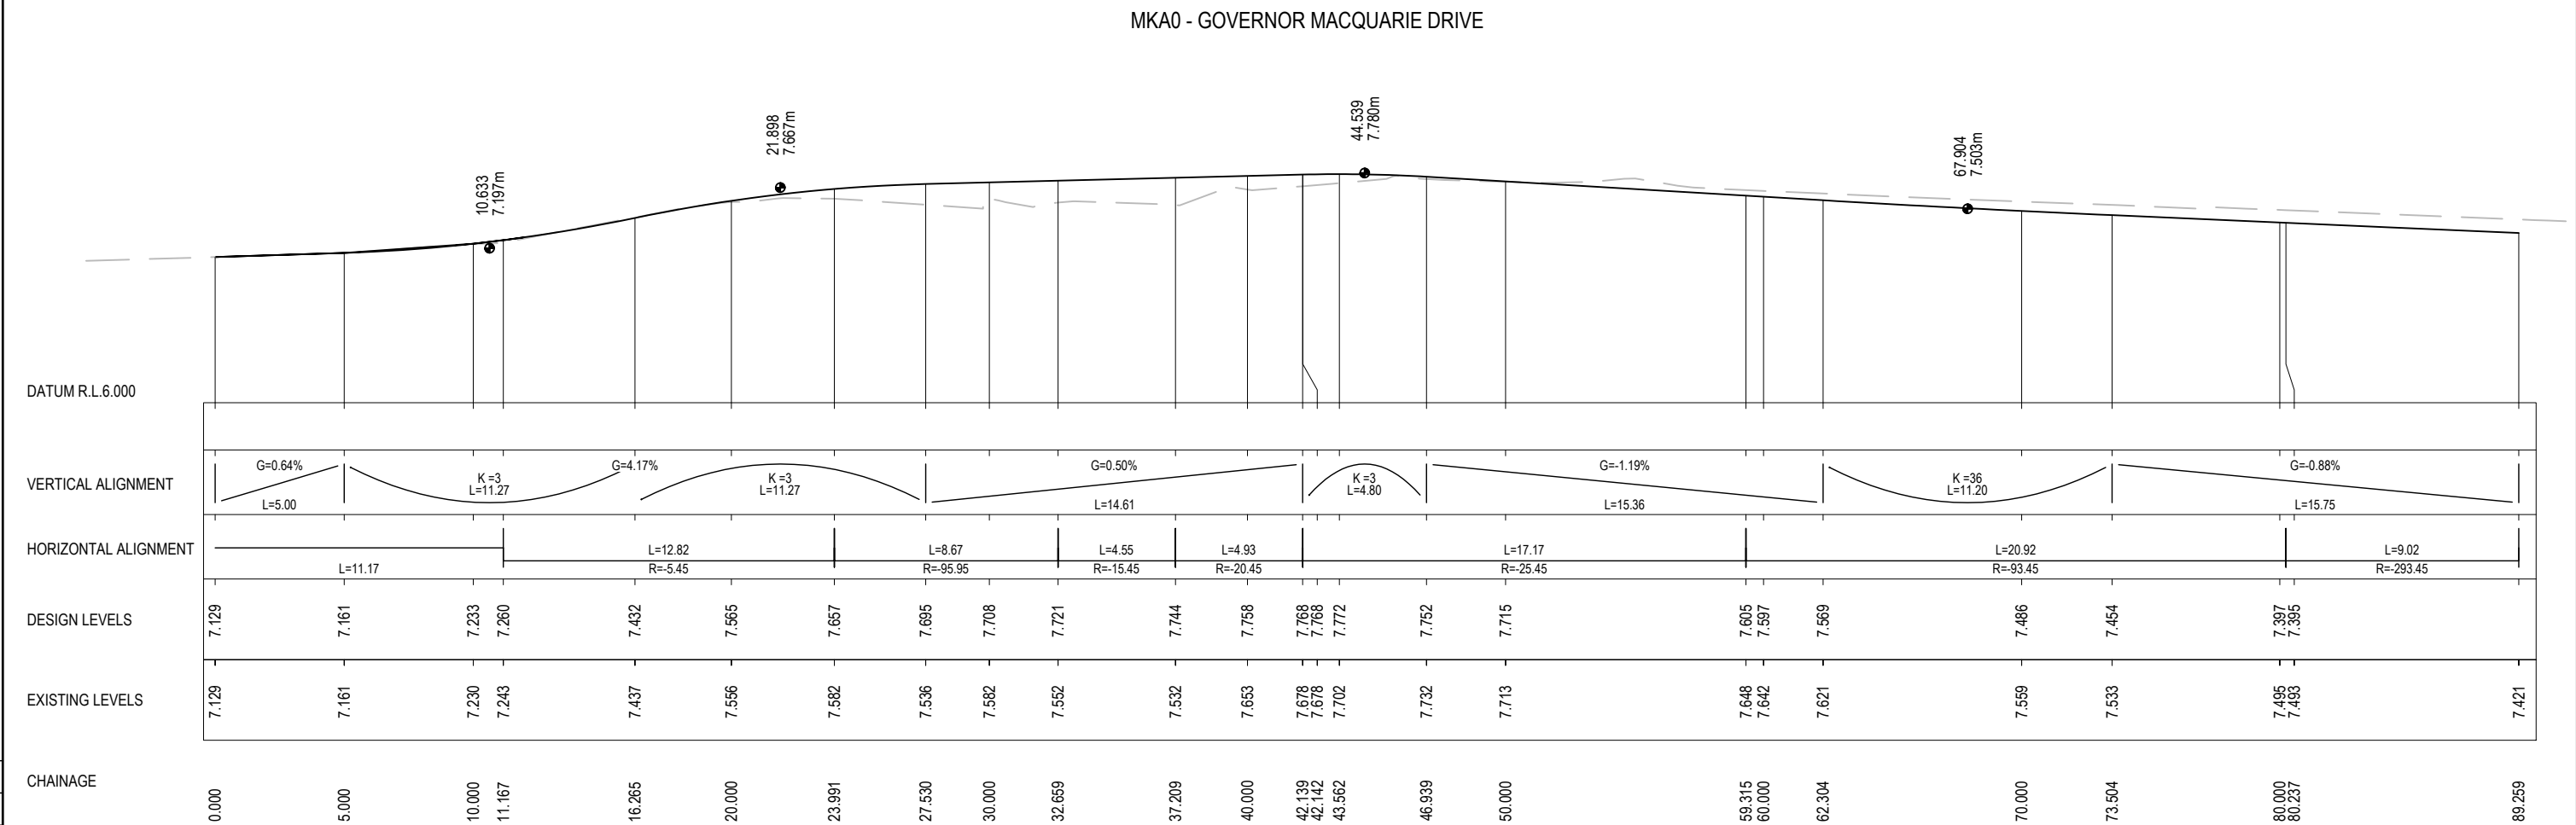 MKA0 - GOVERNOR MACQUARIE DRIVE
10.633
7.197m
21.898
7.667m
44.539
7.780m
67.904
7.503m
DATUM R.L.6.000
VERTICAL ALIGNMENT
G=0.64%
L=5.00
K =3
L=11.27
G=4.17%
K =3
L=11.27
G=0.50%
L=14.61
K =3
L=4.80
G=-1.19%
L=15.36
K =36
L=11.20
G=-0.88%
L=15.75
HORIZONTAL ALIGNMENT
L=11.17
L=12.82
R=-5.45
L=8.67
R=-95.95
L=4.55
R=-15.45
L=4.93
R=-20.45
L=17.17
R=-25.45
L=20.92
R=-93.45
L=9.02
R=-293.45
DESIGN LEVELS 7.129 7.161 7.233 7.260 7.432 7.565 7.657 7.695 7.708 7.721 7.744 7.758 7.768 7.768 7.772 7.752 7.715 7.605 7.597 7.569 7.486 7.454 7.397 7.395
EXISTING LEVELS 7.129 7.161 7.230 7.243 7.437 7.556 7.582 7.536 7.582 7.552 7.532 7.653 7.678 7.678 7.702 7.732 7.713 7.648 7.642 7.621 7.559 7.533 7.495 7.493 7.421
CHAINAGE 0.000 5.000 10.000 11.167 16.265 20.000 23.991 27.530 30.000 32.659 37.209 40.000 42.139 42.142 43.562 46.939 50.000 59.315 60.000 62.304 70.000 73.504 80.000 80.237 89.259